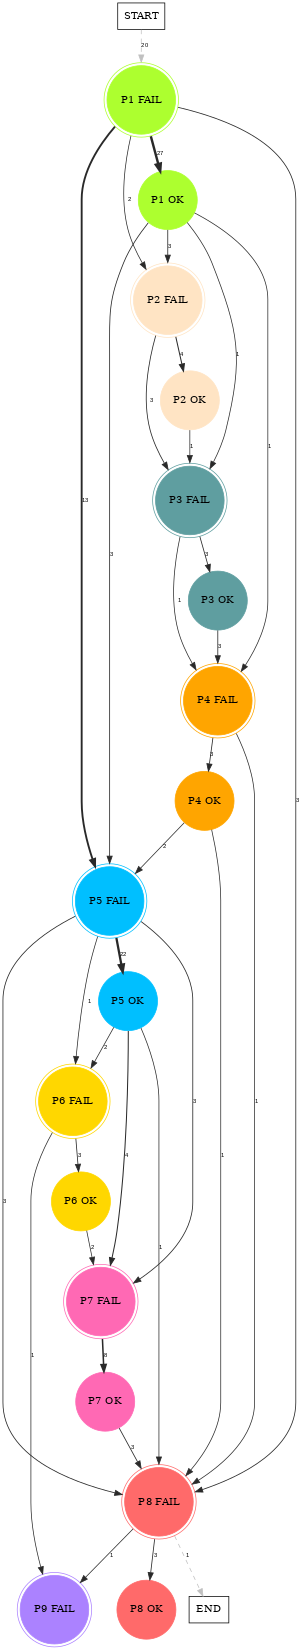 START
20
P1 FAIL
27
2
P1 OK
3
1
P2 FAIL
4
3
P2 OK
1
1
13
P3 FAIL
3
3
1
P3 OK
3
P4 FAIL
3
3
P4 OK
2
P5 FAIL
22
1
P5 OK
2
P6 FAIL
3
4
3
1
1
1
3
P6 OK
2
P7 FAIL
8
1
1
P7 OK
3
P8 FAIL
1
3
1
P9 FAIL
P8 OK
END